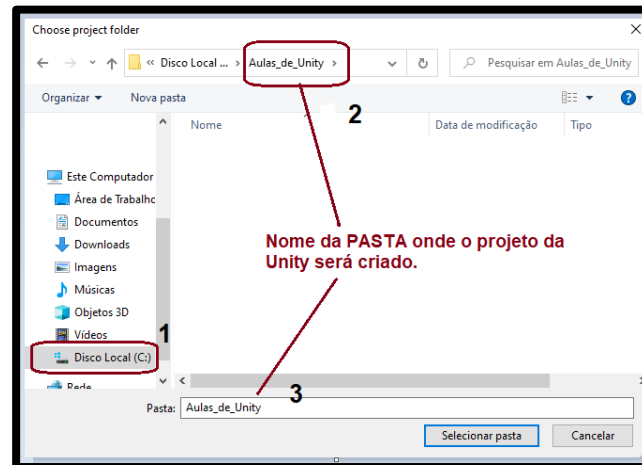 Choose project folder
« Disco Local ... › Aulas_de_Unity ›
Pesquisar em Aulas_de_Unity
Organizar Nova pasta
2
Nome Data de modificação Tipo
Este Computador
Área de Trabalho
Documentos
Downloads
Imagens
Músicas
Objetos 3D
Vídeos
1
Disco Local (C:)
Rede
Nome da PASTA onde o projeto da
Unity será criado.
3
Pasta: Aulas_de_Unity
Selecionar pasta Cancelar